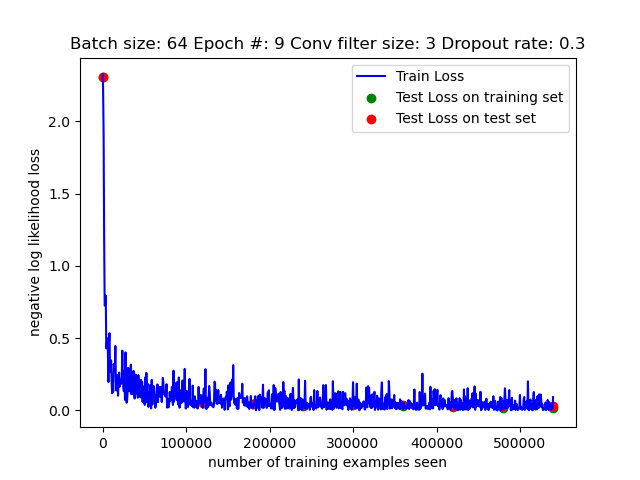 Batch size: 64 Epoch #: 9 Conv filter size: 3 Dropout rate: 0.3
Train Loss
Test Loss on training set
Test Loss on test set
negative log likelihood loss
2.0
1.5
1.0
0.5
0.0
0 100000 200000 300000 400000 500000
number of training examples seen